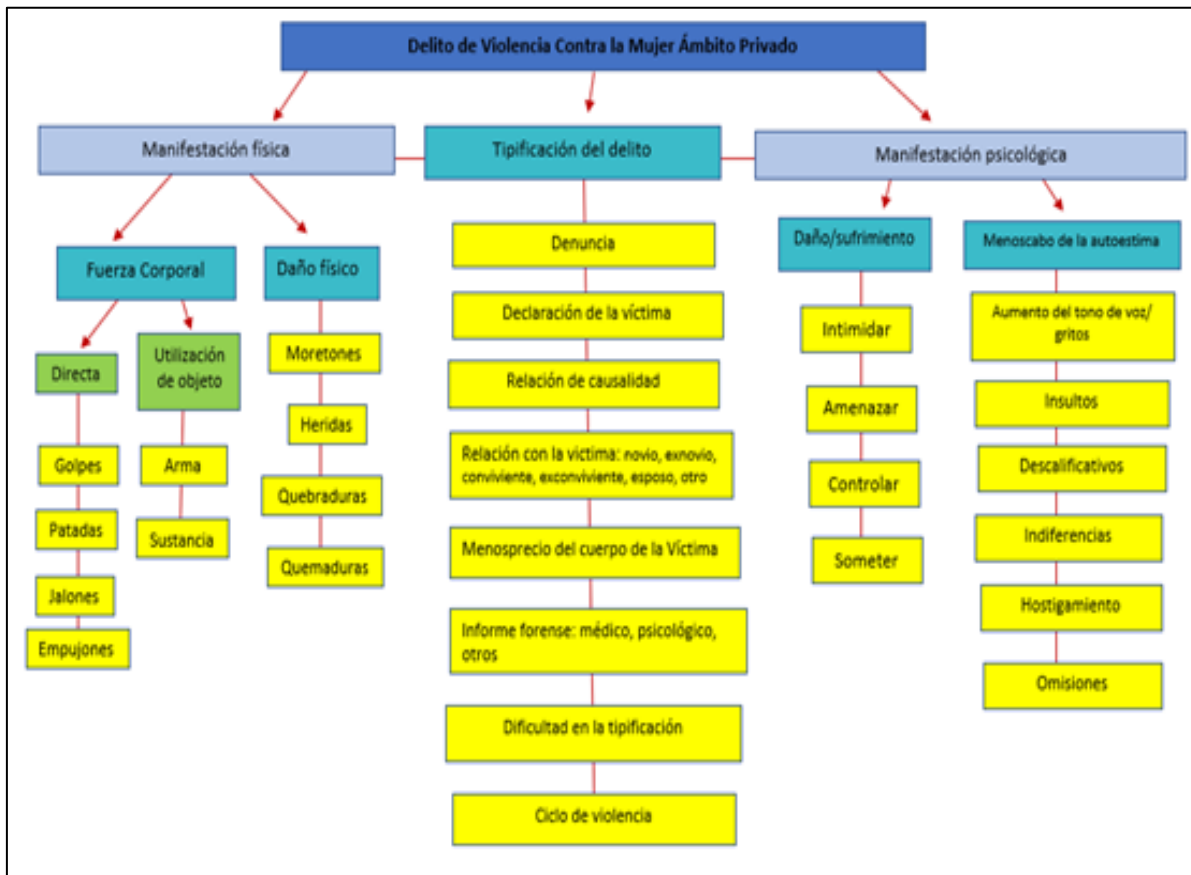 Delito de Violencia Contra la Mujer Ámbito Privado
Manifestación física
Tipificación del delito
Manifestación psicológica
Fuerza Corporal
Daño físico
Directa
Utilización
de objeto
Golpes
Patadas
Jalones
Empujones
Arma
Sustancia
Moretones
Heridas
Quebraduras
Quemaduras
Denuncia
Declaración de la víctima
Relación de causalidad
Relación con la victima: novio, exnovio,
conviviente, exconviviente, esposo, otro
Menosprecio del cuerpo de la Víctima
Informe forense: médico, psicológico,
otros
Dificultad en la tipificación
Ciclo de violencia
Daño/sufrimiento
Intimidar
Amenazar
Controlar
Someter
Menoscabo de la autoestima
Aumento del tono de voz/
gritos
Insultos
Descalificativos
Indiferencias
Hostigamiento
Omisiones